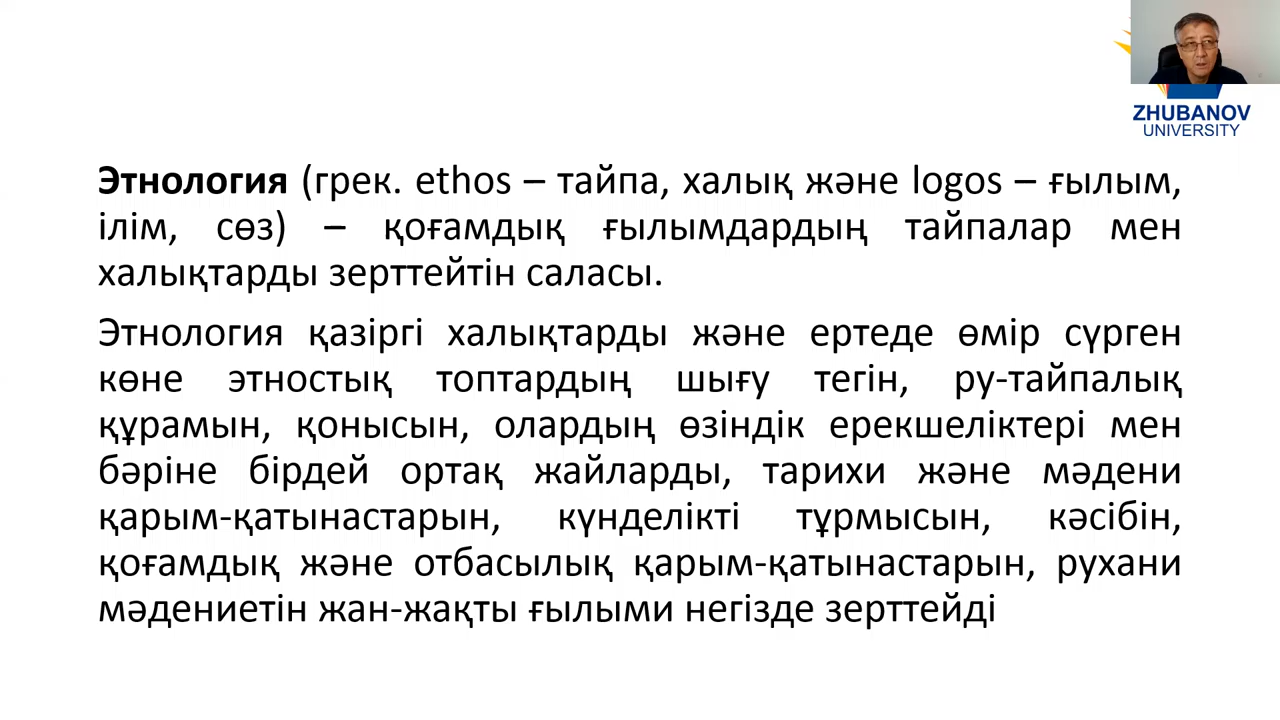 ZHUBANOV
UNIVERSITY
Этнология (грек. ethos – тайпа, халық және logos – ғылым,
ілім, сөз) – қоғамдық ғылымдардың тайпалар мен
халықтарды зерттейтін саласы.
Этнология қазіргі халықтарды және ертеде өмір сүрген
көне этностық топтардың шығу тегін, ру-тайпалық
құрамын, қонысын, олардың өзіндік ерекшеліктері мен
бәріне бірдей ортақ жайларды, тарихи және мәдени
қарым-қатынастарын, күнделікті тұрмысын, кәсібін,
қоғамдық және отбасылық қарым-қатынастарын, рухани
мәдениетін жан-жақты ғылыми негізде зерттейді